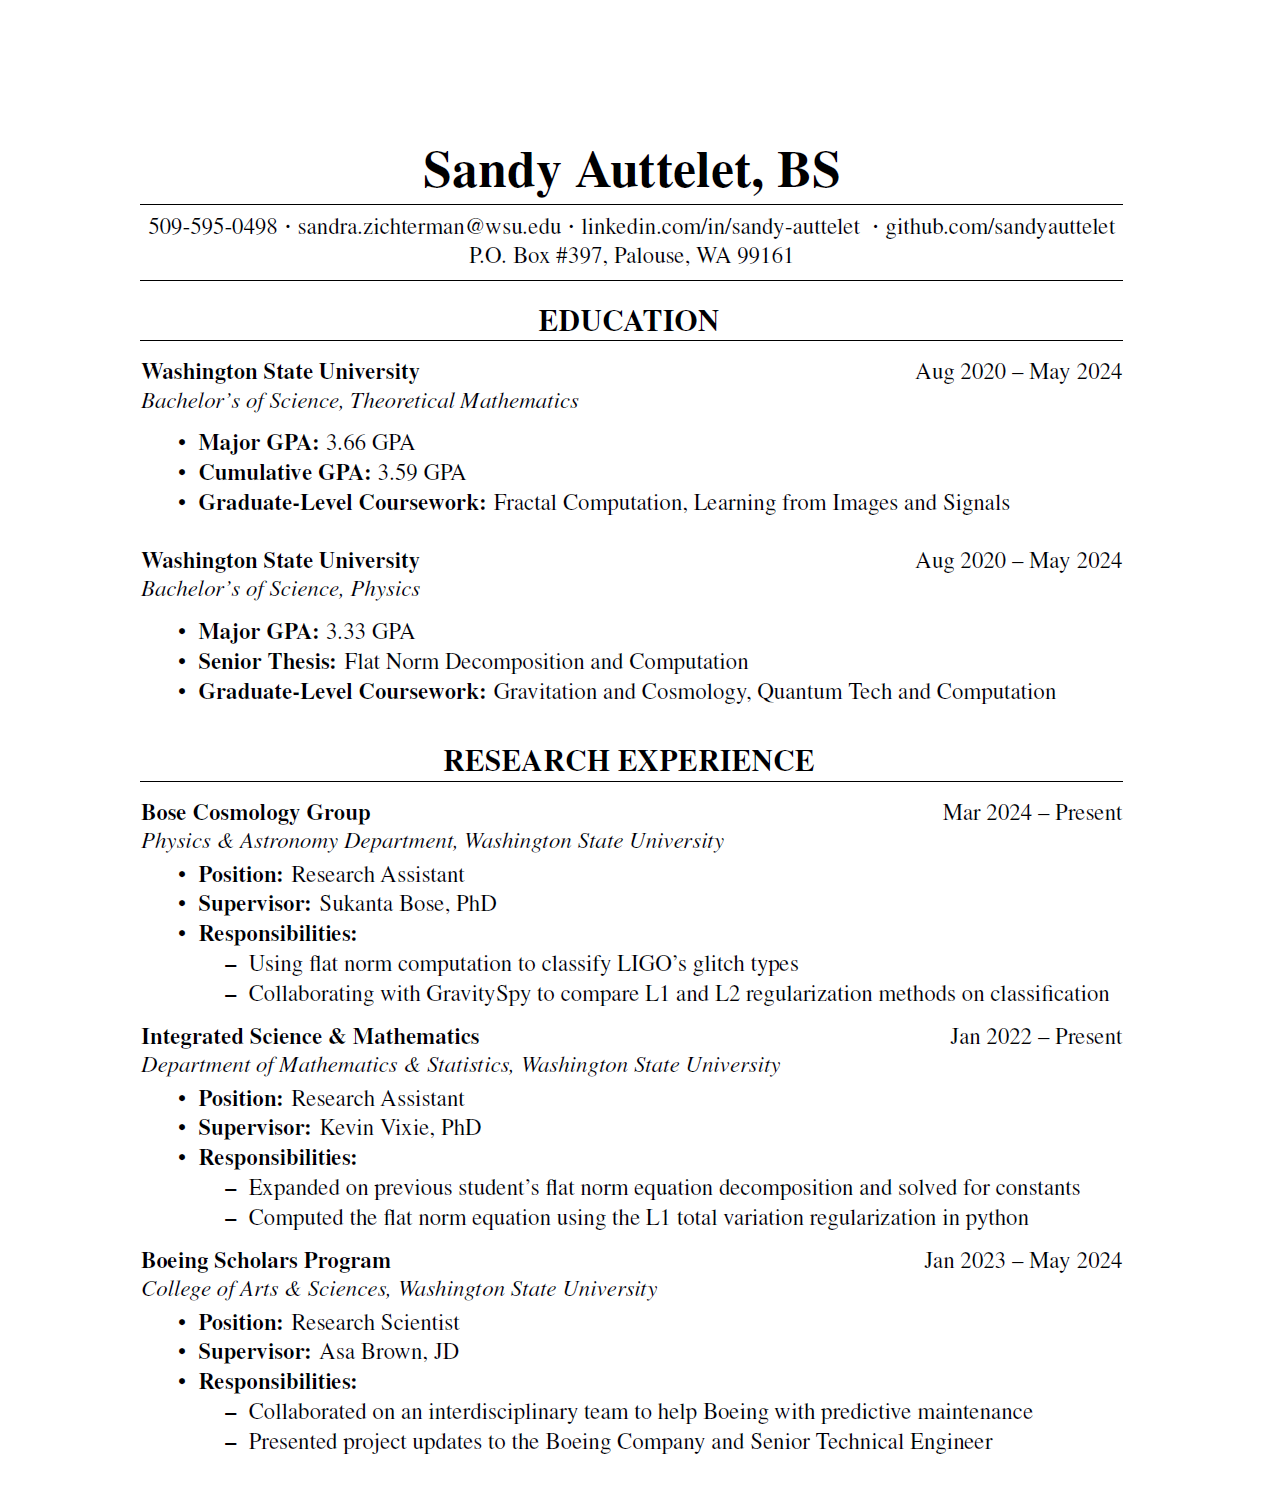 Sandy Auttelet, BS
509-595-0498 · sandra.zichterman@wsu.edu · linkedin.com/in/sandy-auttelet · github.com/sandyauttelet
P.O. Box #397, Palouse, WA 99161
EDUCATION
Washington State University Aug 2020 – May 2024
Bachelor's of Science, Theoretical Mathematics
• Major GPA: 3.66 GPA
• Cumulative GPA: 3.59 GPA
• Graduate-Level Coursework: Fractal Computation, Learning from Images and Signals
Washington State University Aug 2020 – May 2024
Bachelor's of Science, Physics
• Major GPA: 3.33 GPA
• Senior Thesis: Flat Norm Decomposition and Computation
• Graduate-Level Coursework: Gravitation and Cosmology, Quantum Tech and Computation
RESEARCH EXPERIENCE
Bose Cosmology Group Mar 2024 – Present
Physics & Astronomy Department, Washington State University
• Position: Research Assistant
• Supervisor: Sukanta Bose, PhD
• Responsibilities:
– Using flat norm computation to classify LIGO's glitch types
– Collaborating with GravitySpy to compare L1 and L2 regularization methods on classification
Integrated Science & Mathematics Jan 2022 – Present
Department of Mathematics & Statistics, Washington State University
• Position: Research Assistant
• Supervisor: Kevin Vixie, PhD
• Responsibilities:
– Expanded on previous student's flat norm equation decomposition and solved for constants
– Computed the flat norm equation using the L1 total variation regularization in python
Boeing Scholars Program Jan 2023 – May 2024
College of Arts & Sciences, Washington State University
• Position: Research Scientist
• Supervisor: Asa Brown, JD
• Responsibilities:
– Collaborated on an interdisciplinary team to help Boeing with predictive maintenance
– Presented project updates to the Boeing Company and Senior Technical Engineer